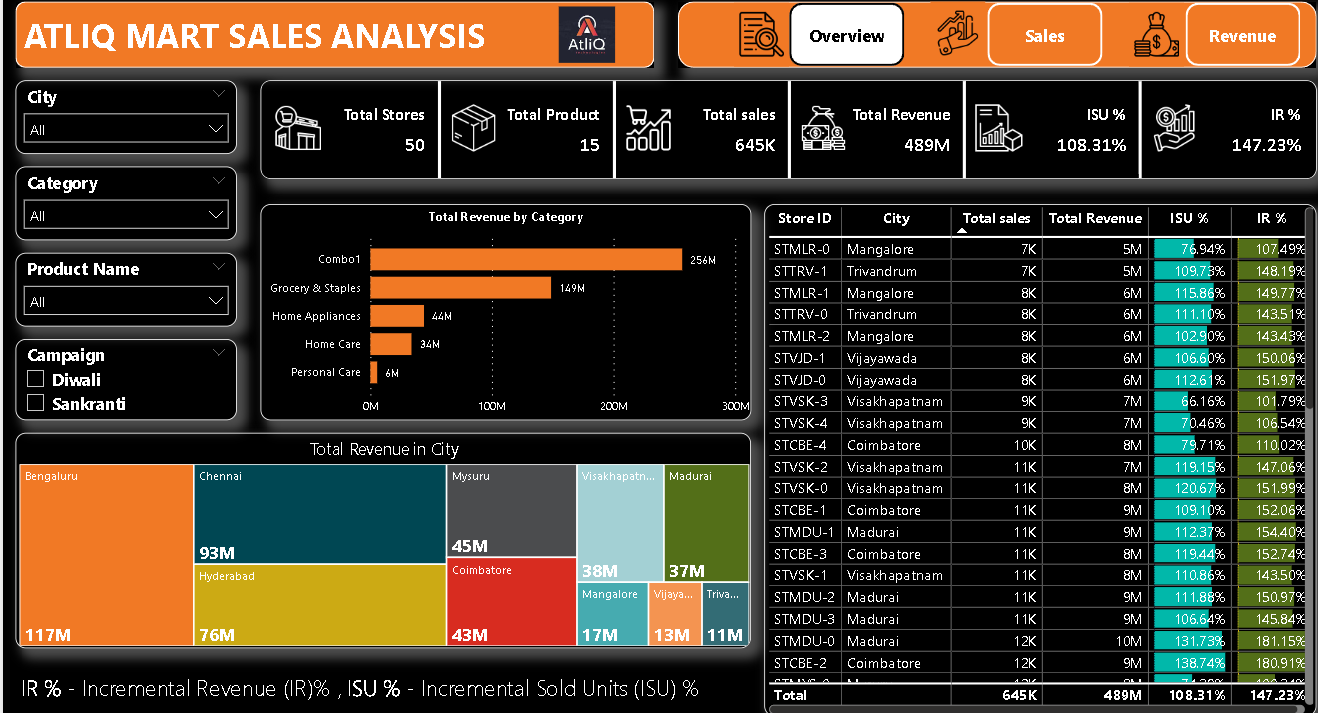 ATLIQ MART SALES ANALYSIS
AtliQ
Overview
Sales
Revenue
City
All
Category
All
Product Name
All
Campaign
Diwali
Sankranti
Total Stores
50
Total Product
15
Total sales
645K
Total Revenue
489M
ISU %
108.31%
IR %
147.23%
Total Revenue by Category
Combo1 256M
Grocery & Staples 149M
Home Appliances 44M
Home Care 34M
Personal Care 6M
0M 100M 200M 300M
Total Revenue in City
Bengaluru
117M
Chennai
93M
Hyderabad
76M
Mysuru
45M
Coimbatore
43M
Visakhapatn...
38M
Madurai
37M
Mangalore
17M
Vijaya...
13M
Triva...
11M
IR % - Incremental Revenue (IR)% , ISU % - Incremental Sold Units (ISU) %
Store ID City Total sales Total Revenue ISU % IR %
STMLR-0 Mangalore 7K 5M 76.94% 107.49%
STTRV-1 Trivandrum 7K 5M 109.73% 148.19%
STMLR-1 Mangalore 8K 6M 115.86% 149.77%
STTRV-0 Trivandrum 8K 6M 111.10% 143.51%
STMLR-2 Mangalore 8K 6M 102.90% 143.43%
STVJD-1 Vijayawada 8K 6M 106.60% 150.06%
STVJD-0 Vijayawada 8K 6M 112.61% 151.97%
STVSK-3 Visakhapatnam 9K 7M 66.16% 101.79%
STVSK-4 Visakhapatnam 9K 7M 70.46% 106.54%
STCBE-4 Coimbatore 10K 8M 79.71% 110.02%
STVSK-2 Visakhapatnam 11K 7M 119.15% 147.06%
STVSK-0 Visakhapatnam 11K 8M 120.67% 151.99%
STCBE-1 Coimbatore 11K 9M 109.10% 152.06%
STMDU-1 Madurai 11K 9M 112.37% 154.40%
STCBE-3 Coimbatore 11K 8M 119.44% 152.74%
STVSK-1 Visakhapatnam 11K 8M 110.86% 143.50%
STMDU-2 Madurai 11K 9M 111.88% 150.97%
STMDU-3 Madurai 11K 9M 106.64% 145.84%
STMDU-0 Madurai 12K 10M 131.73% 181.15%
STCBE-2 Coimbatore 12K 9M 138.74% 180.91%
Total 645K 489M 108.31% 147.23%